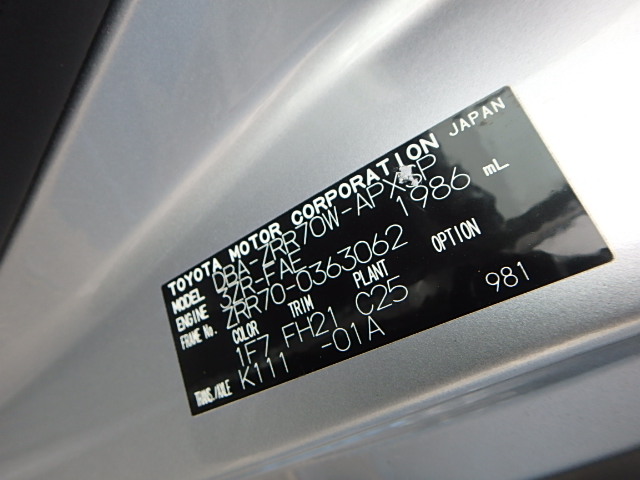 TOYOTA MOTOR CORPORATION JAPAN
MODEL DBA-ZRR70W-APXSP
ENGINE 3ZR-FAE 1986 mL
FRAME No. ZRR70-0363062
COLOR TRIM PLANT OPTION
1F7 FH21 C25 981
TRANS./AXLE K111 -01A